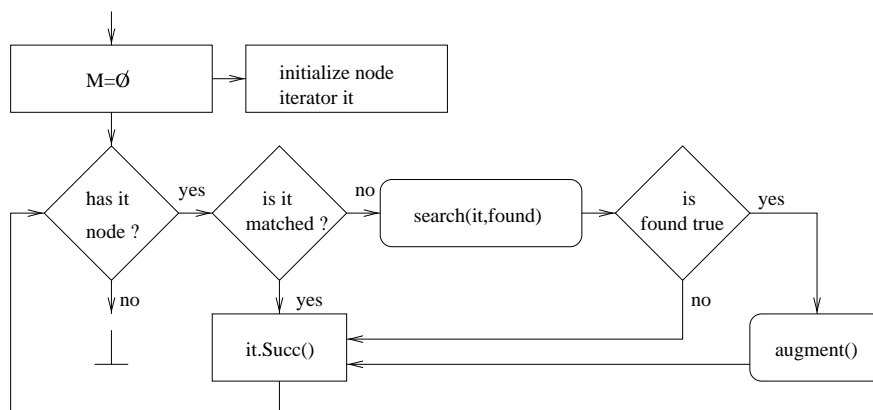 M=Ø
initialize node
iterator it
has it
node ?
yes
is it
matched ?
no
search(it,found)
is
found true
yes
no
yes
no
it.Succ()
augment()